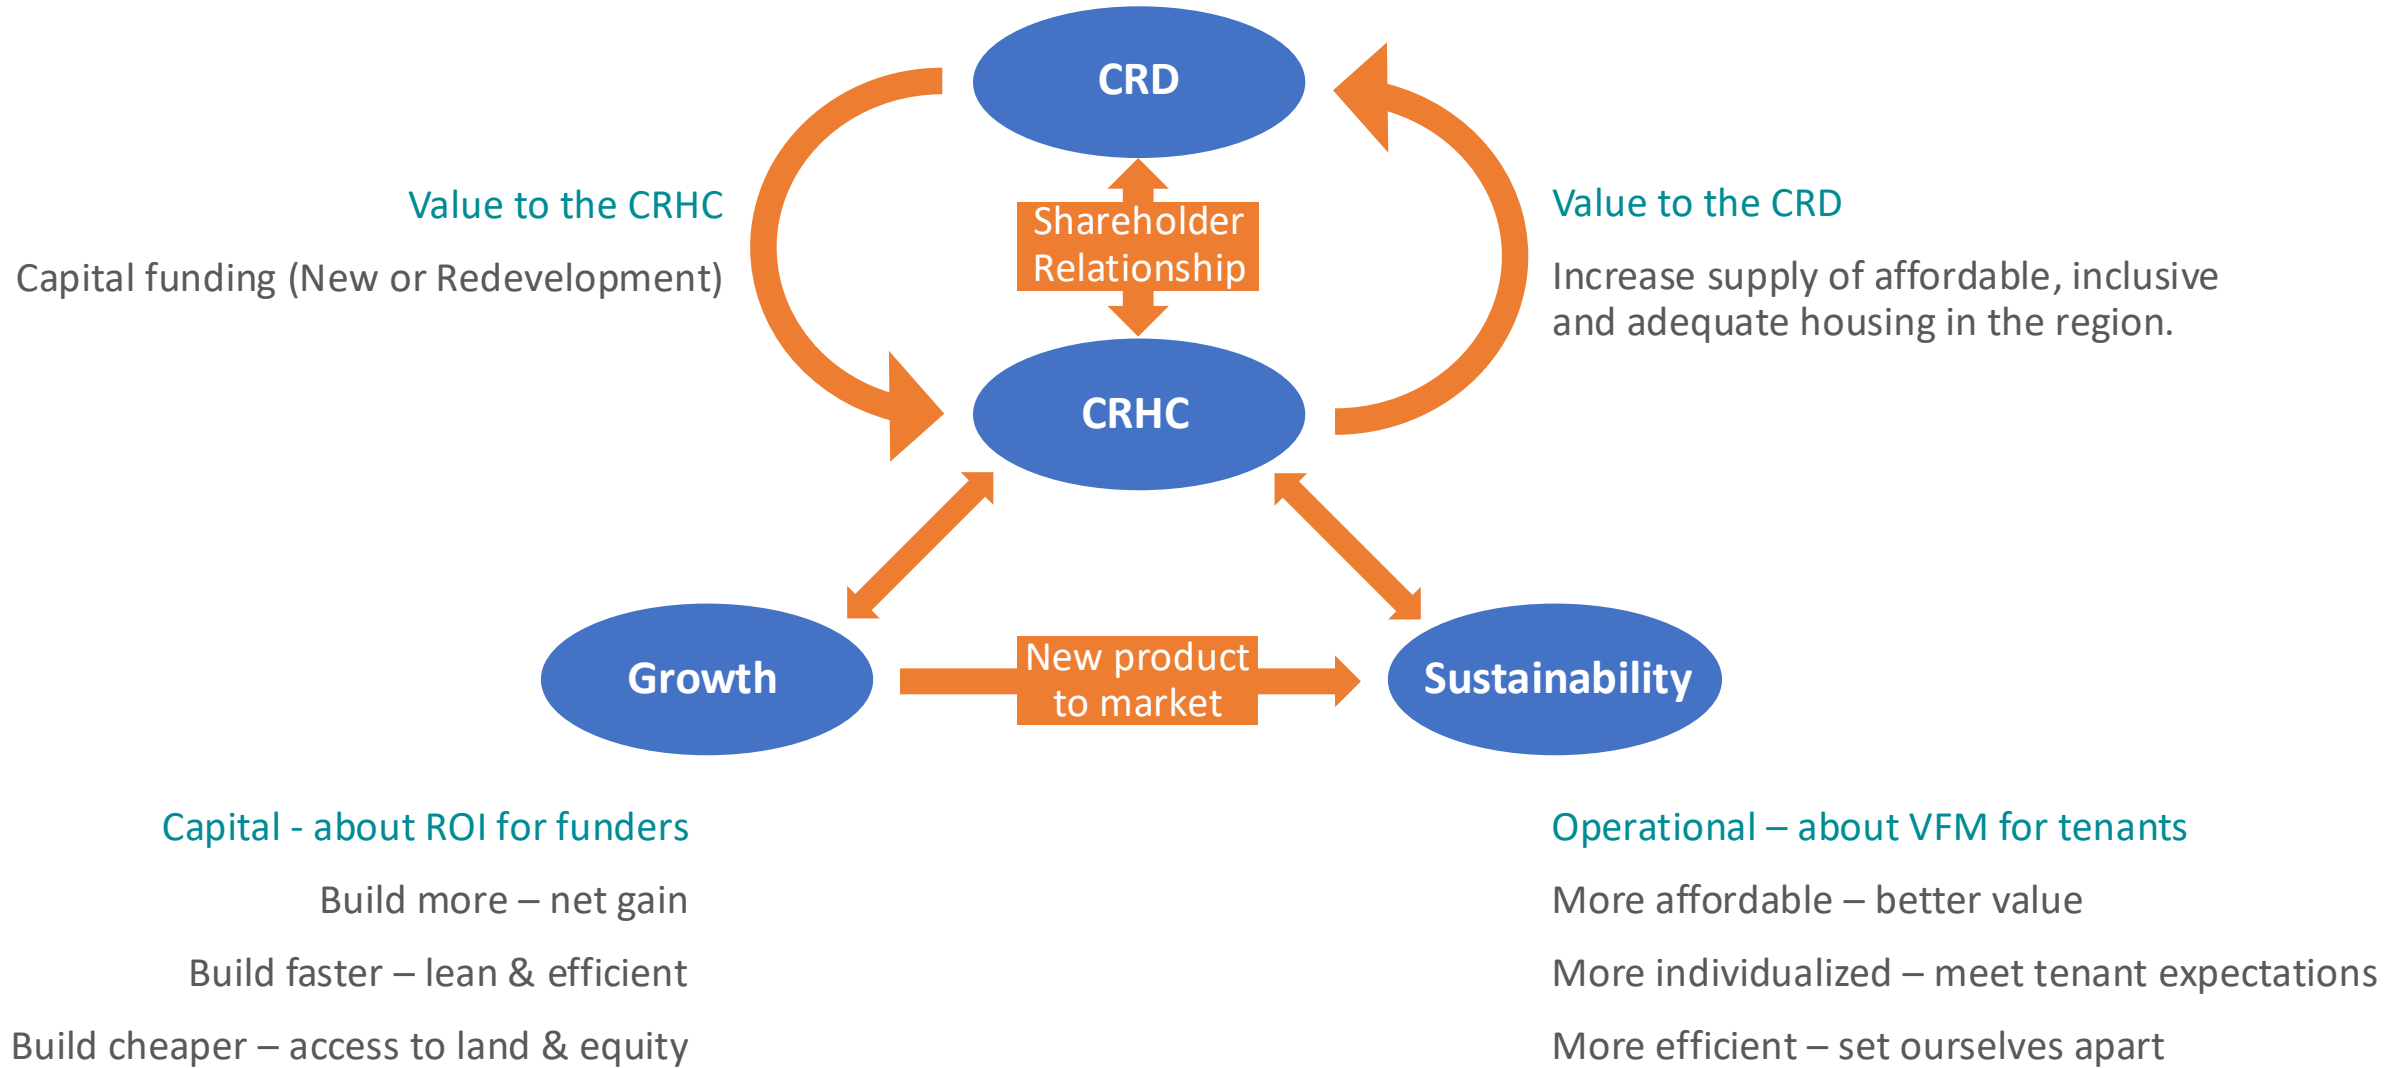 CRD
Value to the CRHC
Capital funding (New or Redevelopment)
Shareholder
Relationship
Value to the CRD
Increase supply of affordable, inclusive
and adequate housing in the region.
CRHC
Growth
New product
to market
Sustainability
Capital - about ROI for funders
Build more – net gain
Build faster – lean & efficient
Build cheaper – access to land & equity
Operational – about VFM for tenants
More affordable – better value
More individualized – meet tenant expectations
More efficient – set ourselves apart